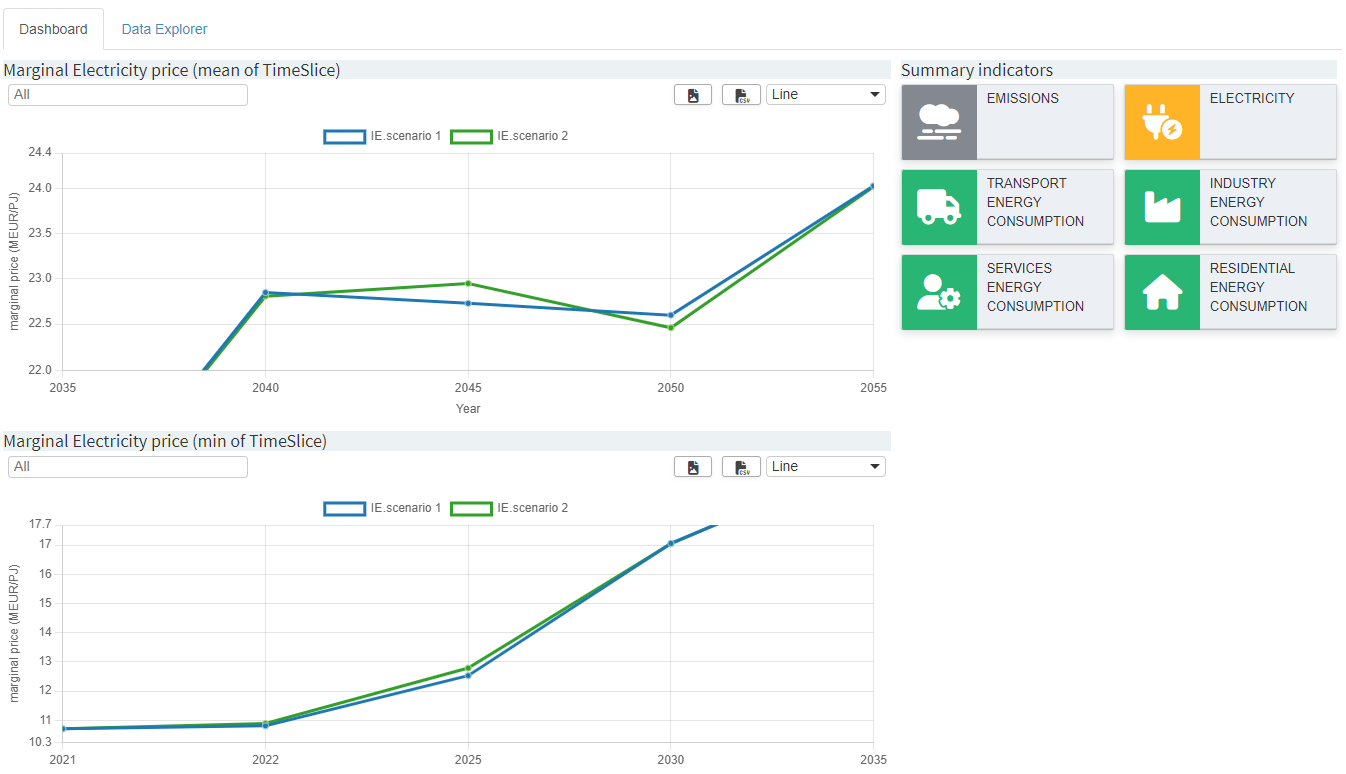 Dashboard
Data Explorer
Marginal Electricity price (mean of TimeSlice)
All
CSV
Line
IE.scenario 1
IE.scenario 2
24.4
24.0
23.5
23.0
22.5
22.0
marginal price (MEUR/PJ)
2035
2040
2045
2050
2055
Year
Marginal Electricity price (min of TimeSlice)
All
CSV
Line
IE.scenario 1
IE.scenario 2
17.7
17
16
15
14
13
12
11
10.3
marginal price (MEUR/PJ)
2021
2022
2025
2030
2035
Summary indicators
EMISSIONS
ELECTRICITY
TRANSPORT
ENERGY
CONSUMPTION
INDUSTRY
ENERGY
CONSUMPTION
SERVICES
ENERGY
CONSUMPTION
RESIDENTIAL
ENERGY
CONSUMPTION